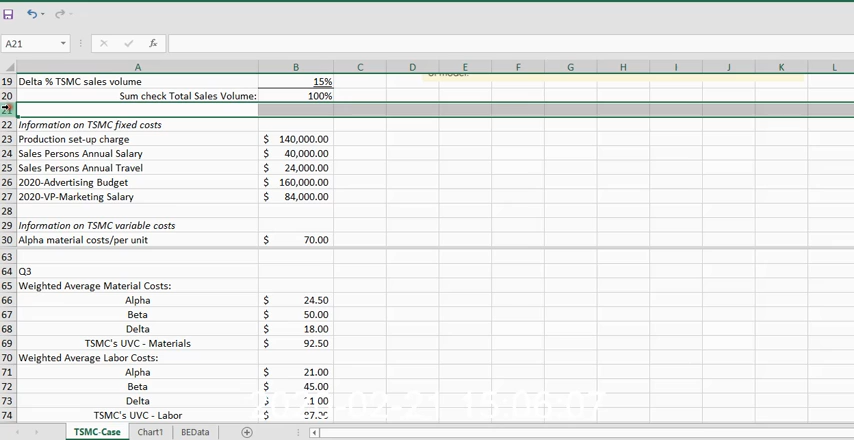 A21
fx
A B C D E F G H I J K L
19 Delta % TSMC sales volume 15%
20 Sum check Total Sales Volume: 100%
21
22 Information on TSMC fixed costs
23 Production set-up charge $ 140,000.00
24 Sales Persons Annual Salary $ 40,000.00
25 Sales Persons Annual Travel $ 24,000.00
26 2020-Advertising Budget $ 160,000.00
27 2020-VP-Marketing Salary $ 84,000.00
28
29 Information on TSMC variable costs
30 Alpha material costs/per unit $ 70.00
63
64 Q3
65 Weighted Average Material Costs:
66 Alpha $ 24.50
67 Beta $ 50.00
68 Delta $ 18.00
69 TSMC's UVC - Materials $ 92.50
70 Weighted Average Labor Costs:
71 Alpha $ 21.00
72 Beta $ 45.00
73 Delta $
74 TSMC's UVC - Labor $
TSMC-Case Chart1 BEData